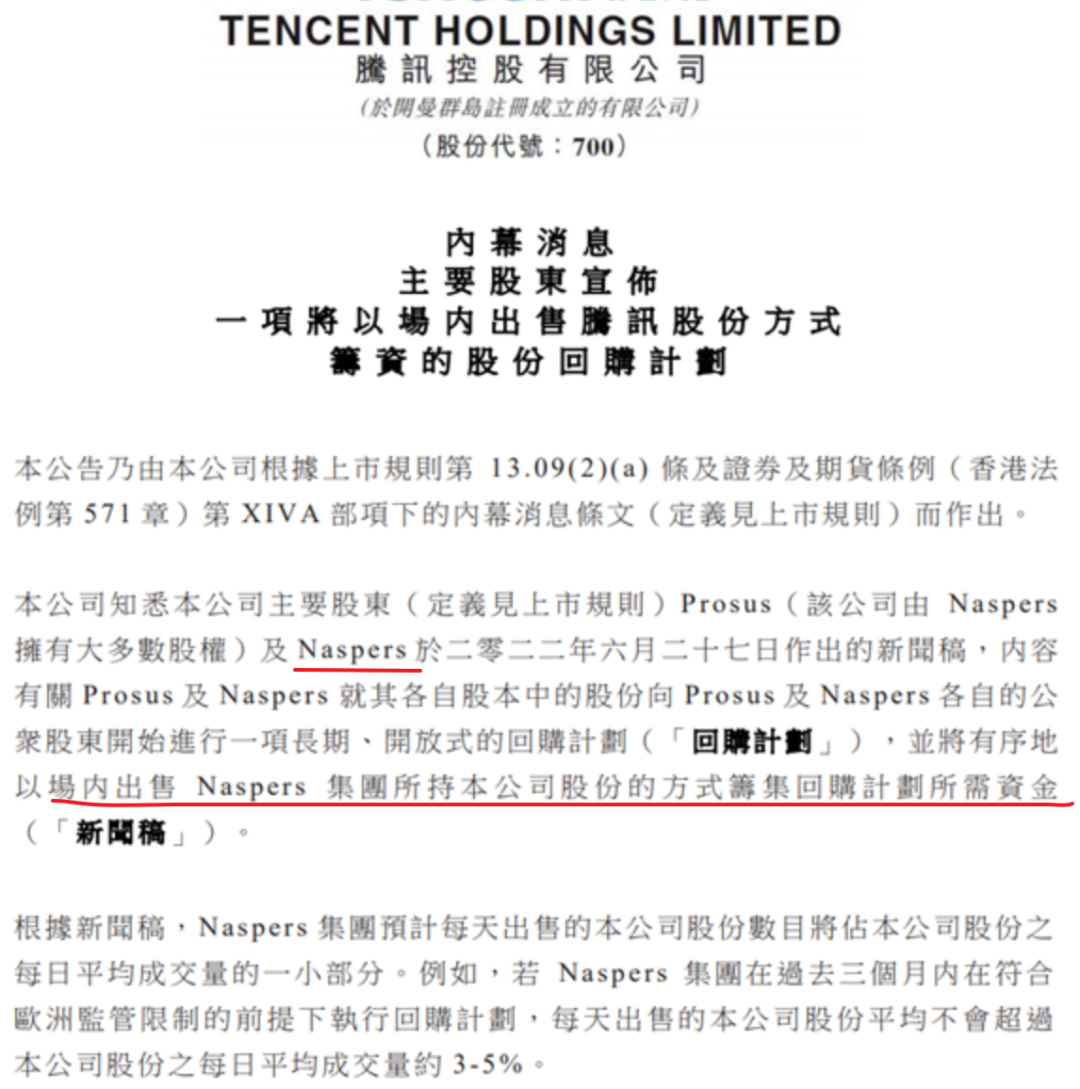 TENCENT HOLDINGS LIMITED
騰訊控股有限公司
(於開曼群島註冊成立的有限公司)
（股份代號：700）
內幕消息
主要股東宣佈
一項將以場內出售騰訊股份方式
籌資的股份回購計劃
本公告乃由本公司根據上市規則第 13.09(2)(a) 條及證券及期貨條例（香港法
例第 571 章）第 XIVA 部項下的內幕消息條文（定義見上市規則）而作出。
本公司知悉本公司主要股東（定義見上市規則）Prosus（該公司由 Naspers
擁有大多數股權）及 Naspers 於二零二二年六月二十七日作出的新聞稿，內容
有關 Prosus 及 Naspers 就其各自股本中的股份向 Prosus 及 Naspers 各自的公
眾股東開始進行一項長期、開放式的回購計劃（「回購計劃」），並將有序地
以場內出售 Naspers 集團所持本公司股份的方式籌集回購計劃所需資金
（「新聞稿」）。
根據新聞稿，Naspers 集團預計每天出售的本公司股份數目將佔本公司股份之
每日平均成交量的一小部分。例如，若 Naspers 集團在過去三個月內在符合
歐洲監管限制的前提下執行回購計劃，每天出售的本公司股份平均不會超過
本公司股份之每日平均成交量約 3-5%。